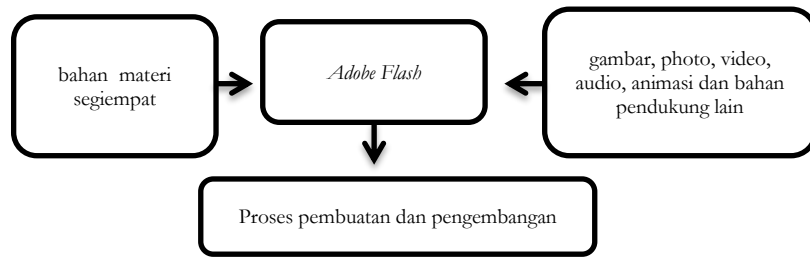 bahan materi
segiempat
Adobe Flash
gambar, photo, video,
audio, animasi dan bahan
pendukung lain
Proses pembuatan dan pengembangan